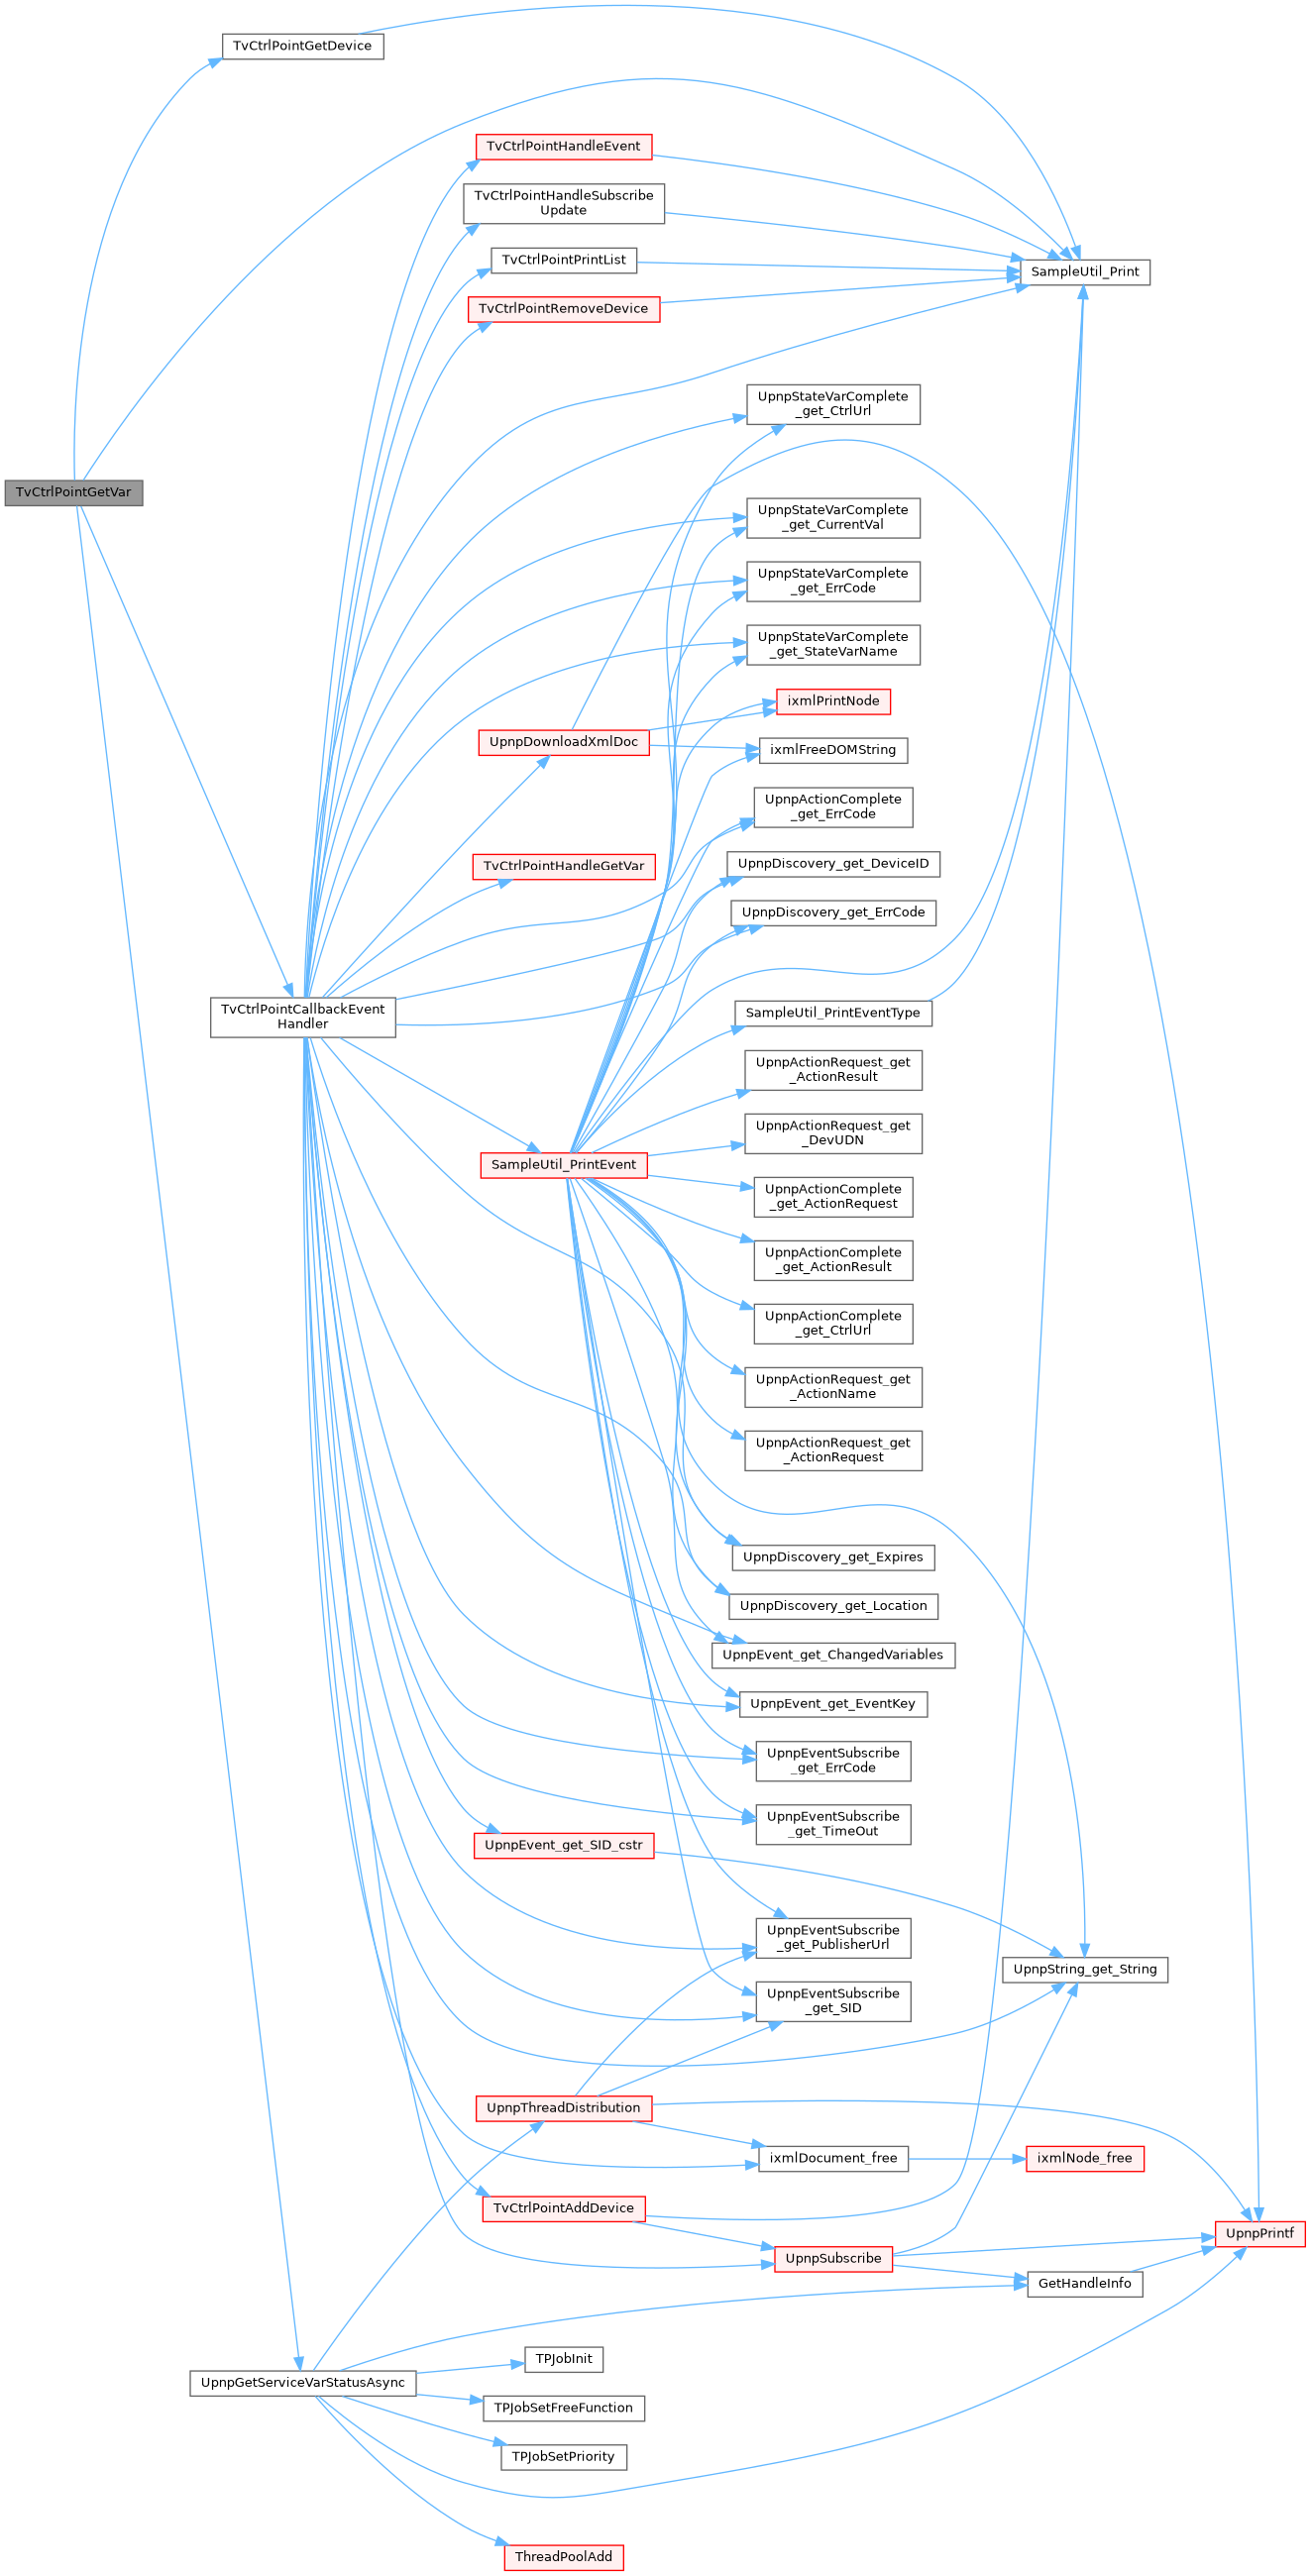 TvCtrlPointGetDevice
TvCtrlPointHandleEvent
TvCtrlPointHandleSubscribe
Update
TvCtrlPointPrintList
SampleUtil_Print
TvCtrlPointRemoveDevice
UpnpStateVarComplete
_get_CtrlUrl
TvCtrlPointGetVar
UpnpStateVarComplete
_get_CurrentVal
UpnpStateVarComplete
_get_ErrCode
UpnpStateVarComplete
_get_StateVarName
ixmlPrintNode
UpnpDownloadXmlDoc
ixmlFreeDOMString
UpnpActionComplete
_get_ErrCode
TvCtrlPointHandleGetVar
UpnpDiscovery_get_DeviceID
UpnpDiscovery_get_ErrCode
TvCtrlPointCallbackEvent
Handler
SampleUtil_PrintEventType
UpnpActionRequest_get
_ActionResult
UpnpActionRequest_get
_DevUDN
SampleUtil_PrintEvent
UpnpActionComplete
_get_ActionRequest
UpnpActionComplete
_get_ActionResult
UpnpActionComplete
_get_CtrlUrl
UpnpActionRequest_get
_ActionName
UpnpActionRequest_get
_ActionRequest
UpnpDiscovery_get_Expires
UpnpDiscovery_get_Location
UpnpEvent_get_ChangedVariables
UpnpEvent_get_EventKey
UpnpEventSubscribe
_get_ErrCode
UpnpEventSubscribe
_get_TimeOut
UpnpEvent_get_SID_cstr
UpnpEventSubscribe
_get_PublisherUrl
UpnpString_get_String
UpnpEventSubscribe
_get_SID
UpnpThreadDistribution
ixmlDocument_free
ixmlNode_free
TvCtrlPointAddDevice
UpnpPrintf
UpnpSubscribe
GetHandleInfo
TPJobInit
UpnpGetServiceVarStatusAsync
TPJobSetFreeFunction
TPJobSetPriority
ThreadPoolAdd